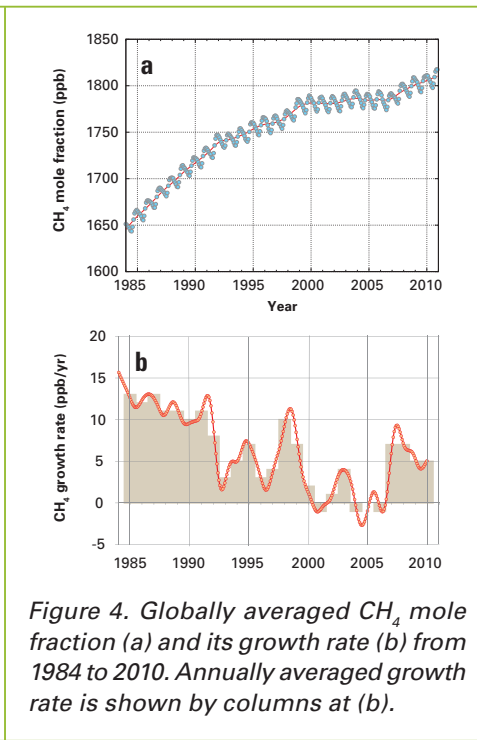 1850
a
1800
1750
1700
1650
1600
CH₄ mole fraction (ppb)
1985 1990 1995 2000 2005 2010
Year
20
b
15
10
5
0
-5
CH₄ growth rate (ppb/yr)
1985 1990 1995 2000 2005 2010
Figure 4. Globally averaged CH₄ mole
fraction (a) and its growth rate (b) from
1984 to 2010. Annually averaged growth
rate is shown by columns at (b).